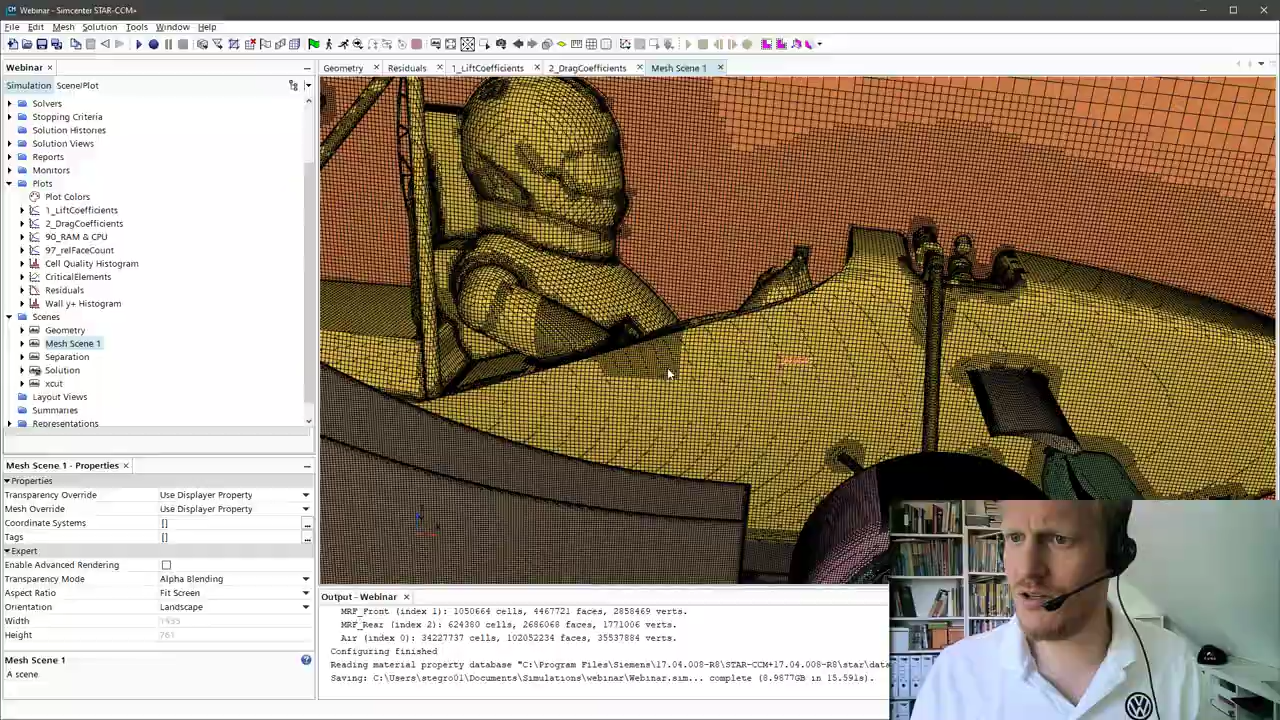 Webinar - Simcenter STAR-CCM+
File Edit Mesh Solution Tools Window Help
Webinar
Geometry
Residuals
1_LiftCoefficients
2_DragCoefficients
Mesh Scene 1
Simulation
Scene/Plot
Solvers
Stopping Criteria
Solution Histories
Solution Views
Reports
Monitors
Plots
Plot Colors
1_LiftCoefficients
2_DragCoefficients
90_RAM & CPU
97_relFaceCount
Cell Quality Histogram
CriticalElements
Residuals
Wall y+ Histogram
Scenes
Geometry
Mesh Scene 1
Separation
Solution
xcut
Layout Views
Summaries
Representations
Mesh Scene 1 - Properties
Properties
Transparency Override Use Displayer Property
Mesh Override Use Displayer Property
Coordinate Systems []
Tags []
Expert
Enable Advanced Rendering
Transparency Mode Alpha Blending
Aspect Ratio Fit Screen
Orientation Landscape
Width
Height 761
Mesh Scene 1
A scene
Output - Webinar
MRF_Front (index 1): 1050664 cells, 4467721 faces, 2858469 verts.
MRF_Rear (index 2): 624380 cells, 2686068 faces, 1771006 verts.
Air (index 0): 34227737 cells, 102052234 faces, 35537884 verts.
Configuring finished
Reading material property database "C:\Program Files\Siemens\17.04.008-R8\STAR-CCM+17.04.008-R8\star\data
Saving: C:\Users\stegro01\Documents\Simulations\webinar\Webinar.sim... complete (8.9877GB in 15.591s).